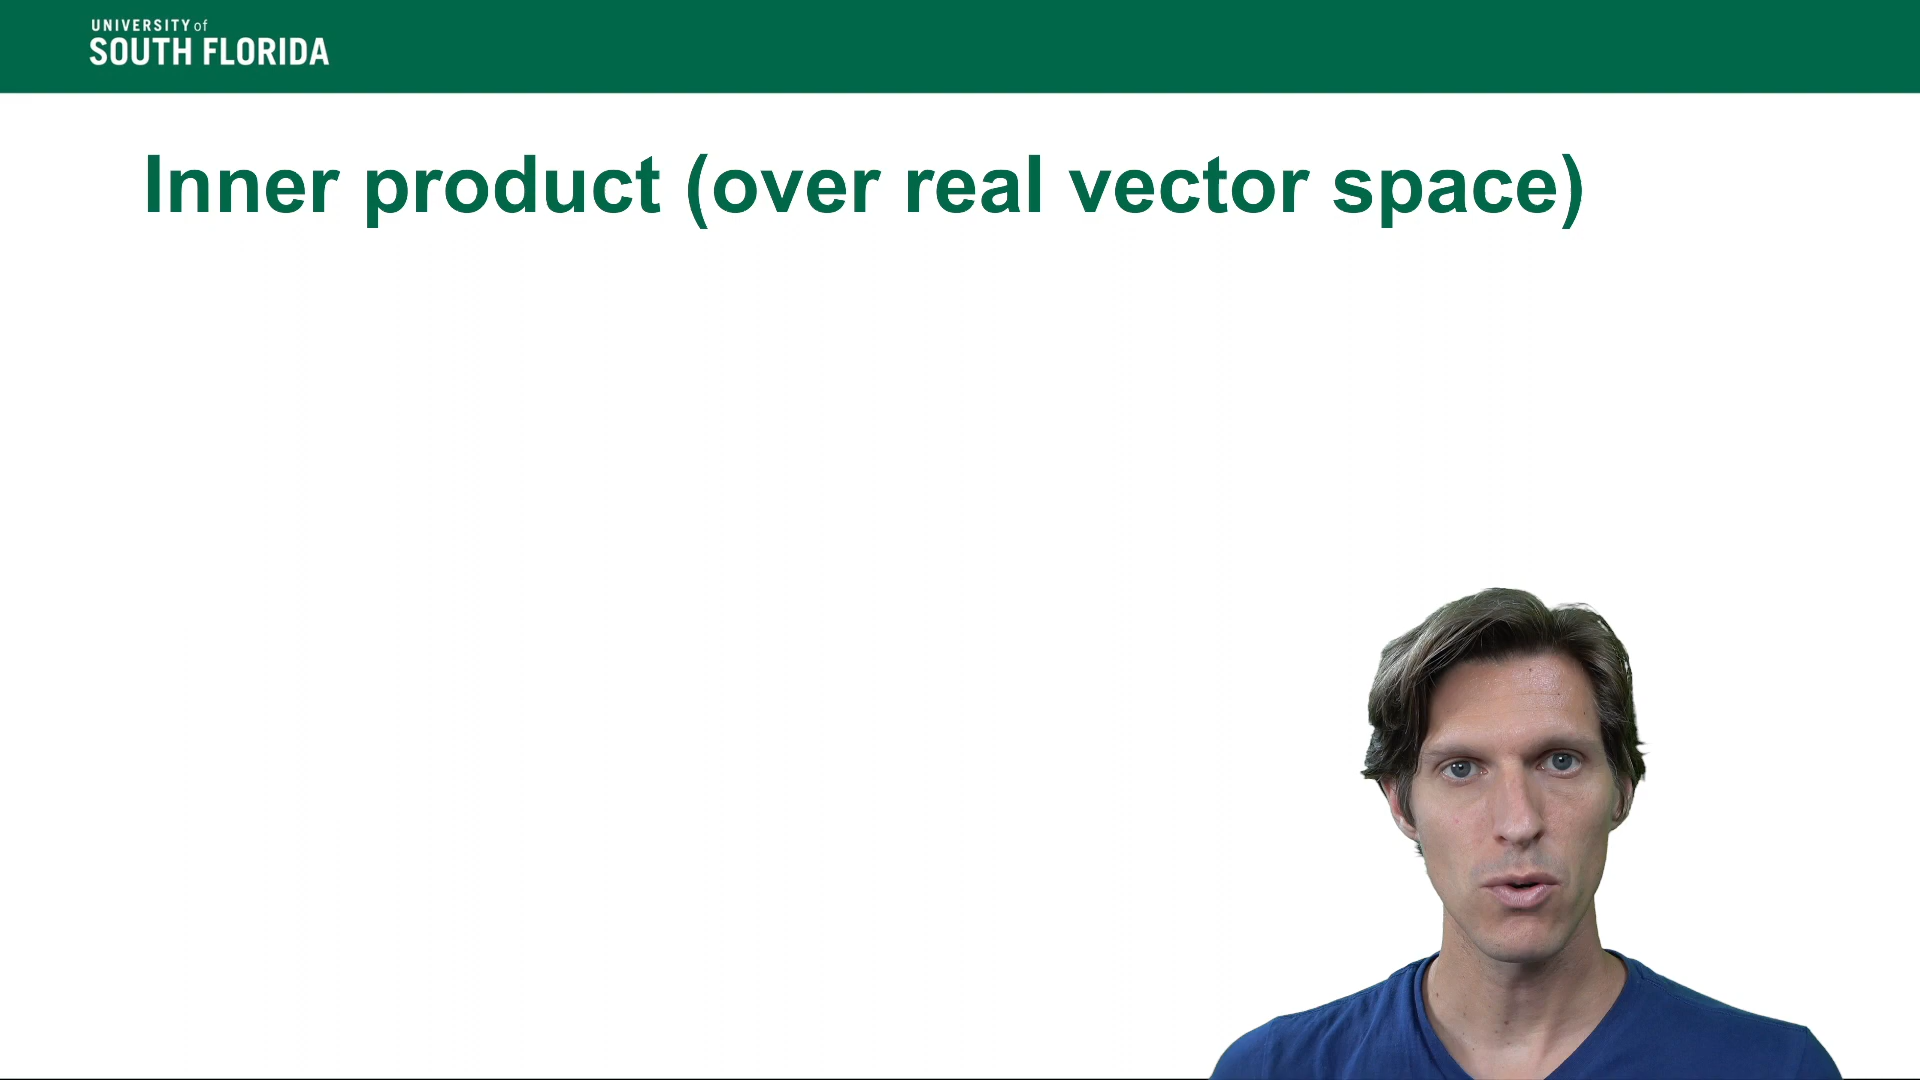 UNIVERSITY of
SOUTH FLORIDA
Inner product (over real vector space)